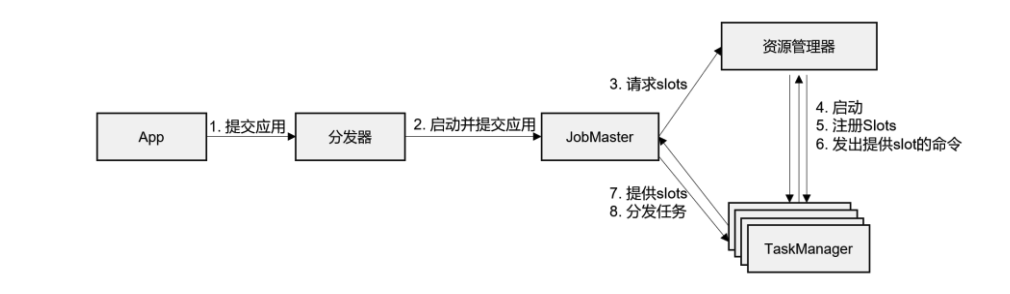 资源管理器
3. 请求slots
App
1. 提交应用
分发器
2. 启动并提交应用
JobMaster
4. 启动
5. 注册Slots
6. 发出提供slot的命令
7. 提供slots
8. 分发任务
TaskManager